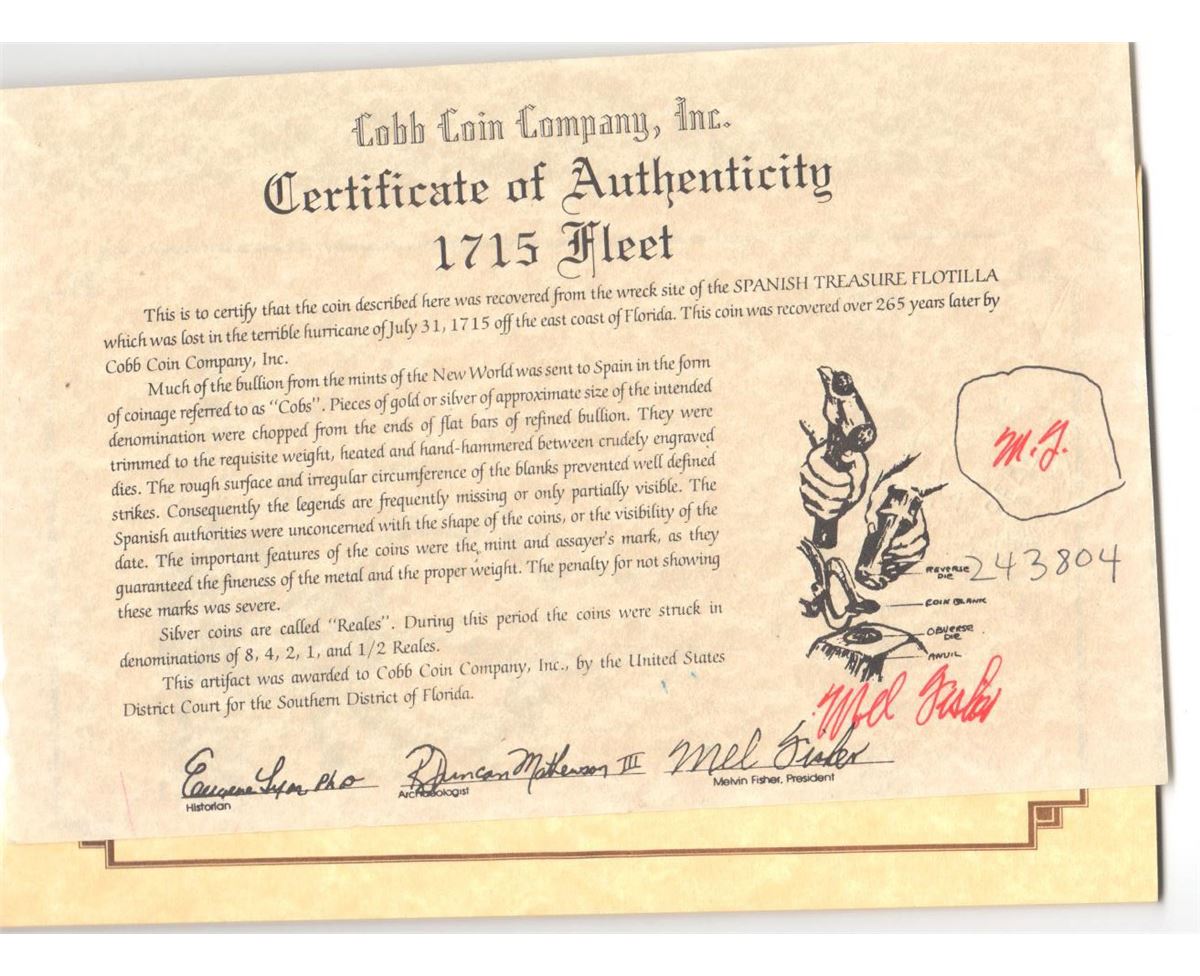 Cobb Coin Company, Inc.
Certificate of Authenticity
1715 Fleet
This is to certify that the coin described here was recovered from the wreck site of the SPANISH TREASURE FLOTILLA
which was lost in the terrible hurricane of July 31, 1715 off the east coast of Florida. This coin was recovered over 265 years later by
Cobb Coin Company, Inc.
Much of the bullion from the mints of the New World was sent to Spain in the form
of coinage referred to as "Cobs". Pieces of gold or silver of approximate size of the intended
denomination were chopped from the ends of flat bars of refined bullion. They were
trimmed to the requisite weight, heated and hand-hammered between crudely engraved
dies. The rough surface and irregular circumference of the blanks prevented well defined
strikes. Consequently the legends are frequently missing or only partially visible. The
Spanish authorities were unconcerned with the shape of the coins, or the visibility of the
date. The important features of the coins were the mint and assayer's mark, as they
guaranteed the fineness of the metal and the proper weight. The penalty for not showing
these marks was severe.
Silver coins are called "Reales". During this period the coins were struck in
denominations of 8, 4, 2, 1, and 1/2 Reales.
This artifact was awarded to Cobb Coin Company, Inc., by the United States
District Court for the Southern District of Florida.
M.F.
REVERSE
DIE
243804
COIN BLANK
OBVERSE
DIE
ANVIL
Mel Fisher
Eugene Lyon, PhD
Historian
R Duncan Mathewson III
Archaeologist
Mel Fisher
Melvin Fisher, President